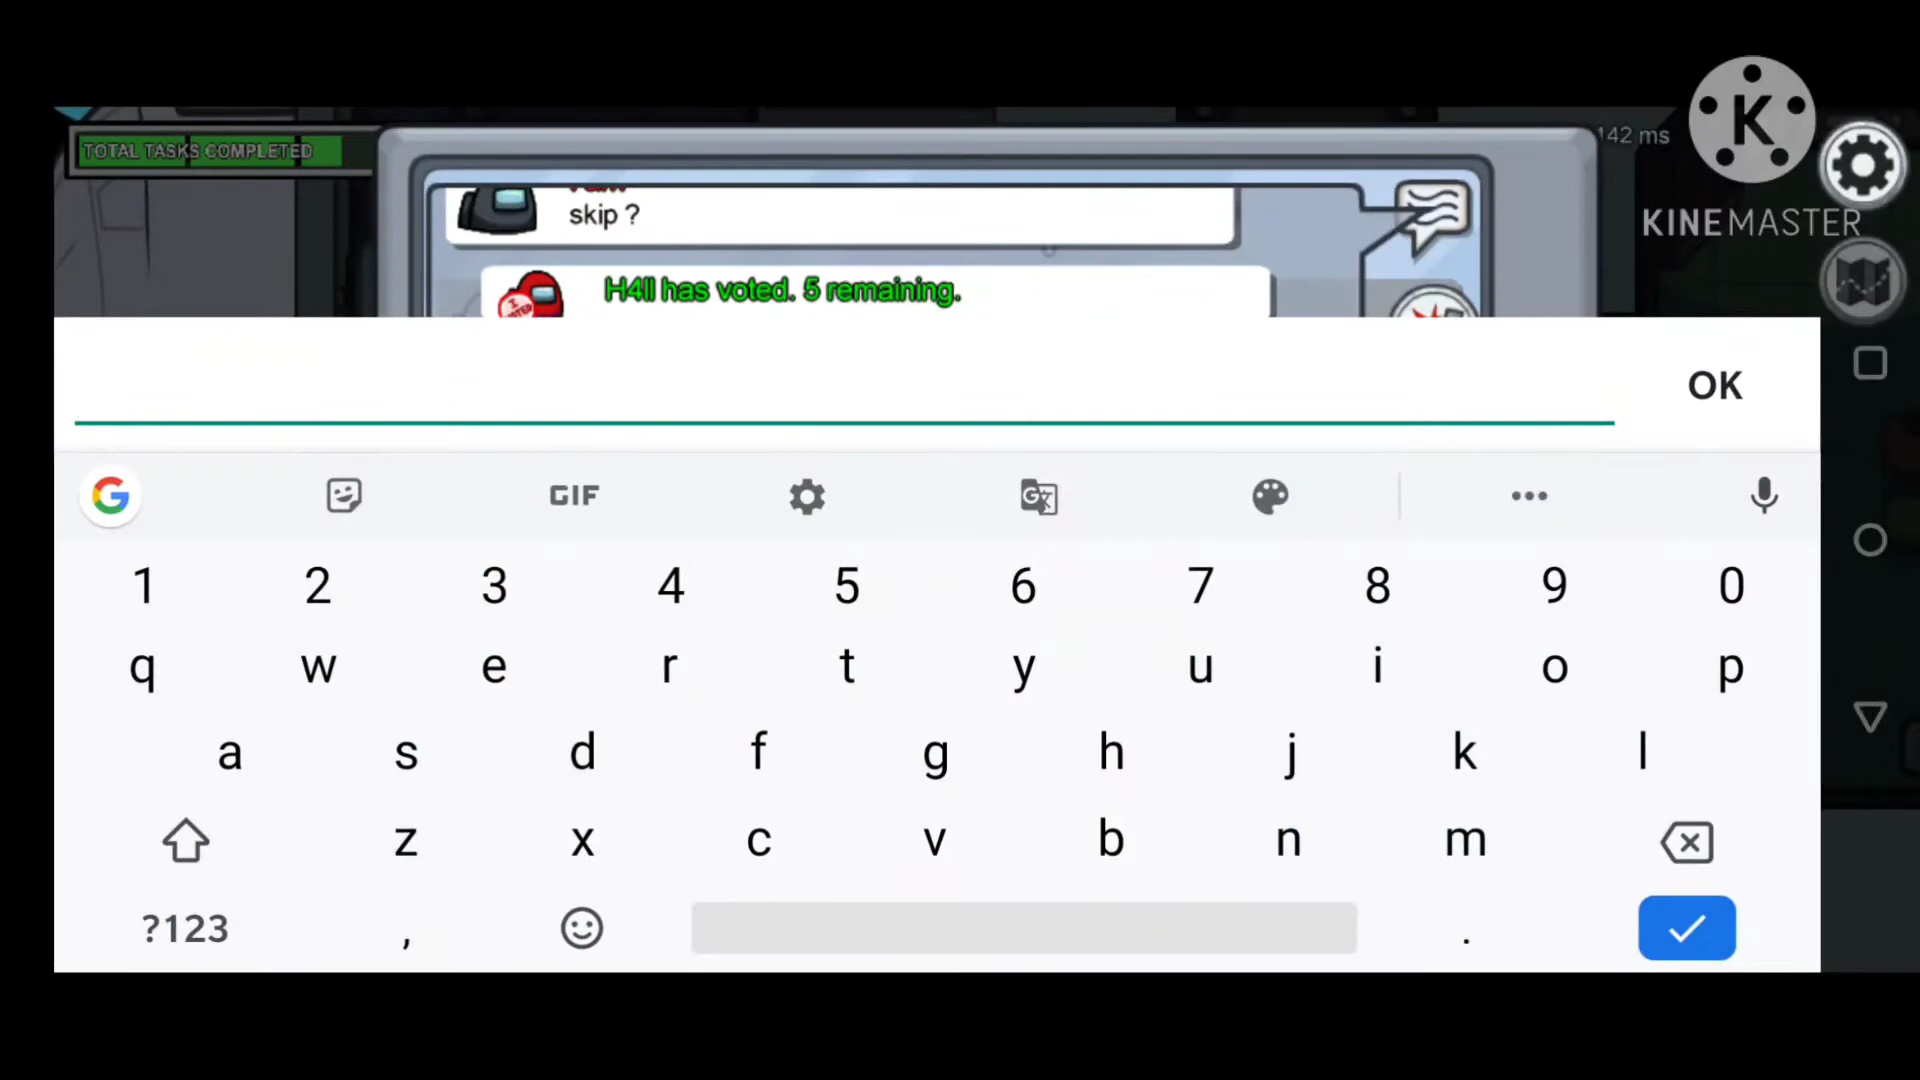 TOTAL TASKS COMPLETED
142 ms
K
KINEMASTER
skip ?
I VOTED
H4ll has voted. 5 remaining.
OK
G GIF G
1 2 3 4 5 6 7 8 9 0
q w e r t y u i o p
a s d f g h j k l
z x c v b n m
?123 , .